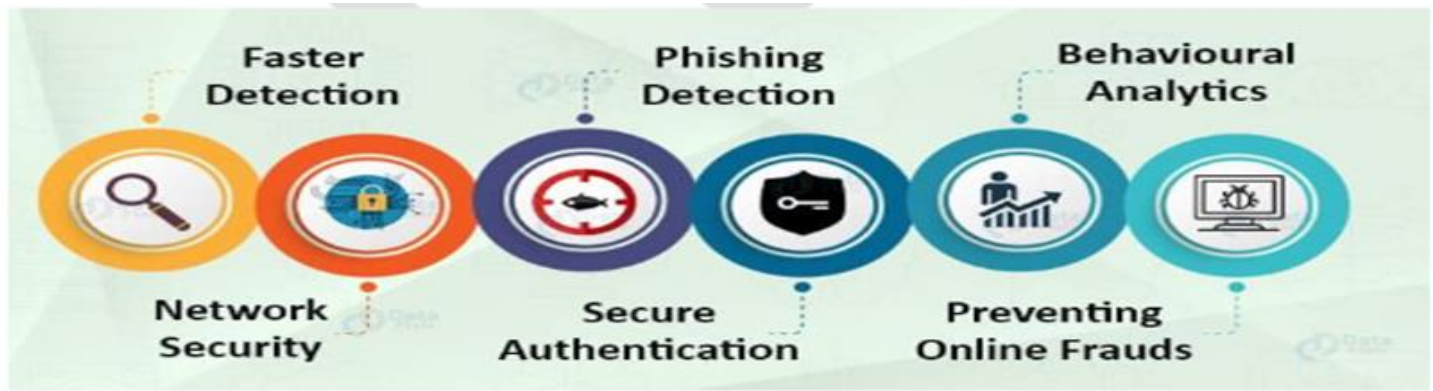 Faster
Detection
Phishing
Detection
Behavioural
Analytics
Network
Security
Secure
Authentication
Preventing
Online Frauds